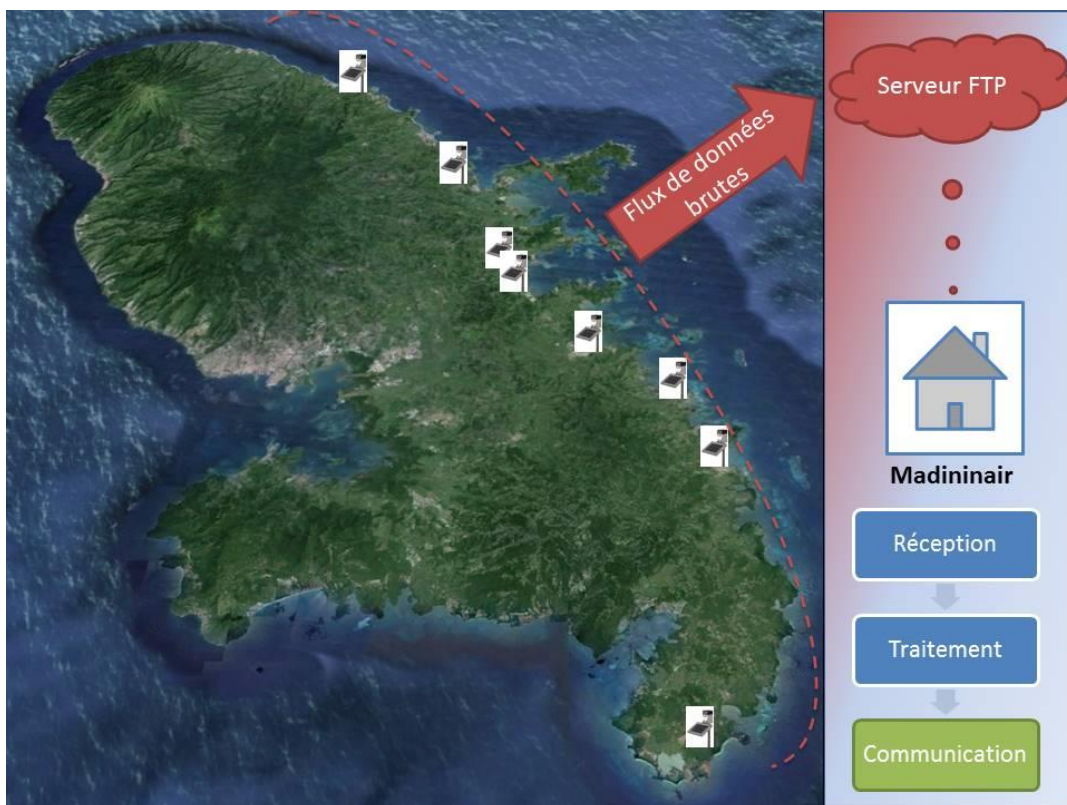 Serveur FTP
Flux de données
brutes
Madininair
Réception
Traitement
Communication